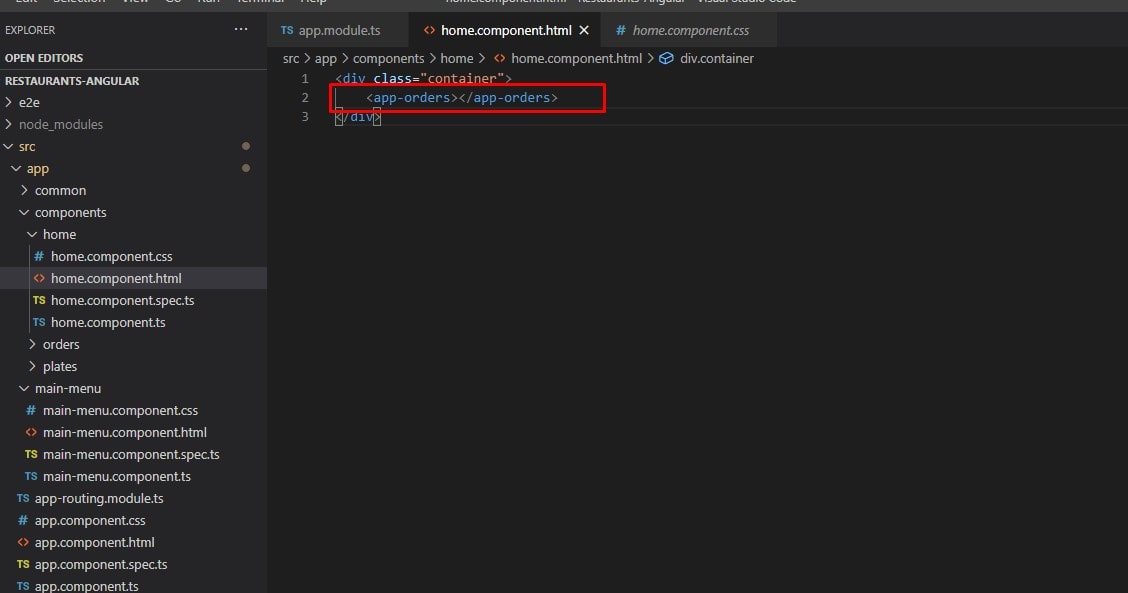 Edit Selection View Go Run Terminal Help home.component.html - Restaurants-Angular - Visual Studio Code
EXPLORER ...
TS app.module.ts <> home.component.html × # home.component.css
OPEN EDITORS
src > app > components > home > <> home.component.html > div.container
RESTAURANTS-ANGULAR
e2e
node_modules
src
app
common
components
home
# home.component.css
<> home.component.html
TS home.component.spec.ts
TS home.component.ts
orders
plates
main-menu
# main-menu.component.css
<> main-menu.component.html
TS main-menu.component.spec.ts
TS main-menu.component.ts
TS app-routing.module.ts
# app.component.css
<> app.component.html
TS app.component.spec.ts
TS app.component.ts
1 <div class="container">
2 <app-orders></app-orders>
3 </div>